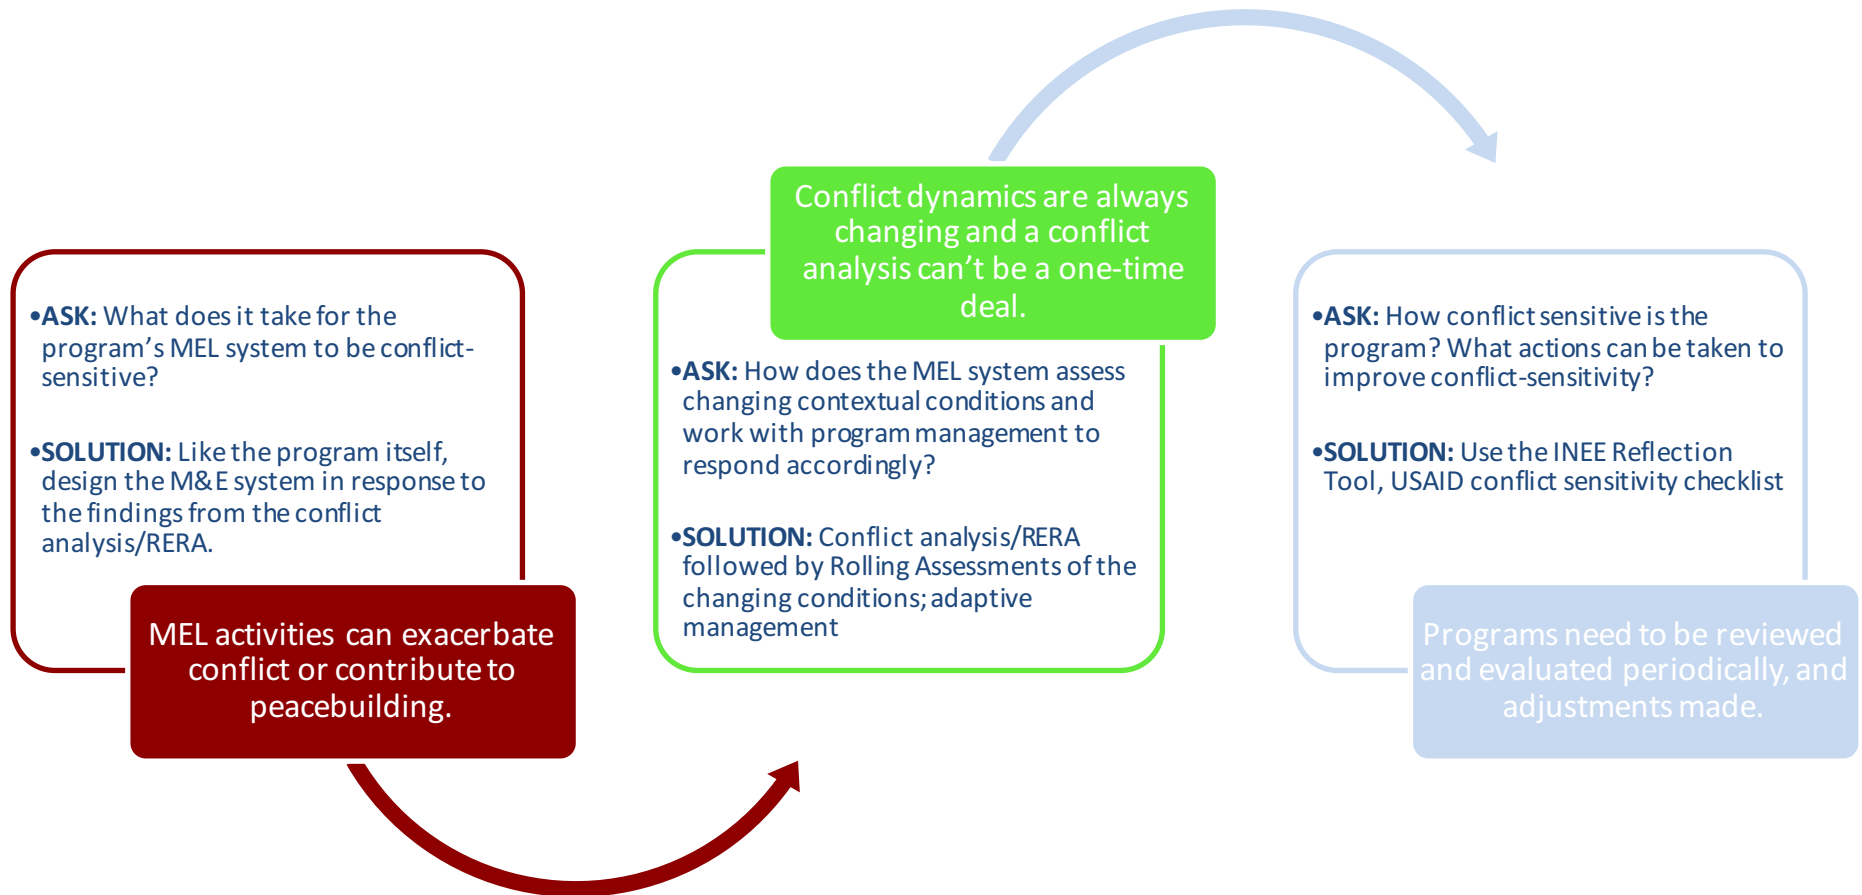 •ASK: What does it take for the
program’s MEL system to be conflict-
sensitive?
•SOLUTION: Like the program itself,
design the M&E system in response to
the findings from the conflict
analysis/RERA.
MEL activities can exacerbate
conflict or contribute to
peacebuilding.
Conflict dynamics are always
changing and a conflict
analysis can’t be a one-time
deal.
•ASK: How does the MEL system assess
changing contextual conditions and
work with program management to
respond accordingly?
•SOLUTION: Conflict analysis/RERA
followed by Rolling Assessments of the
changing conditions; adaptive
management
•ASK: How conflict sensitive is the
program? What actions can be taken to
improve conflict-sensitivity?
•SOLUTION: Use the INEE Reflection
Tool, USAID conflict sensitivity checklist
Programs need to be reviewed
and evaluated periodically, and
adjustments made.